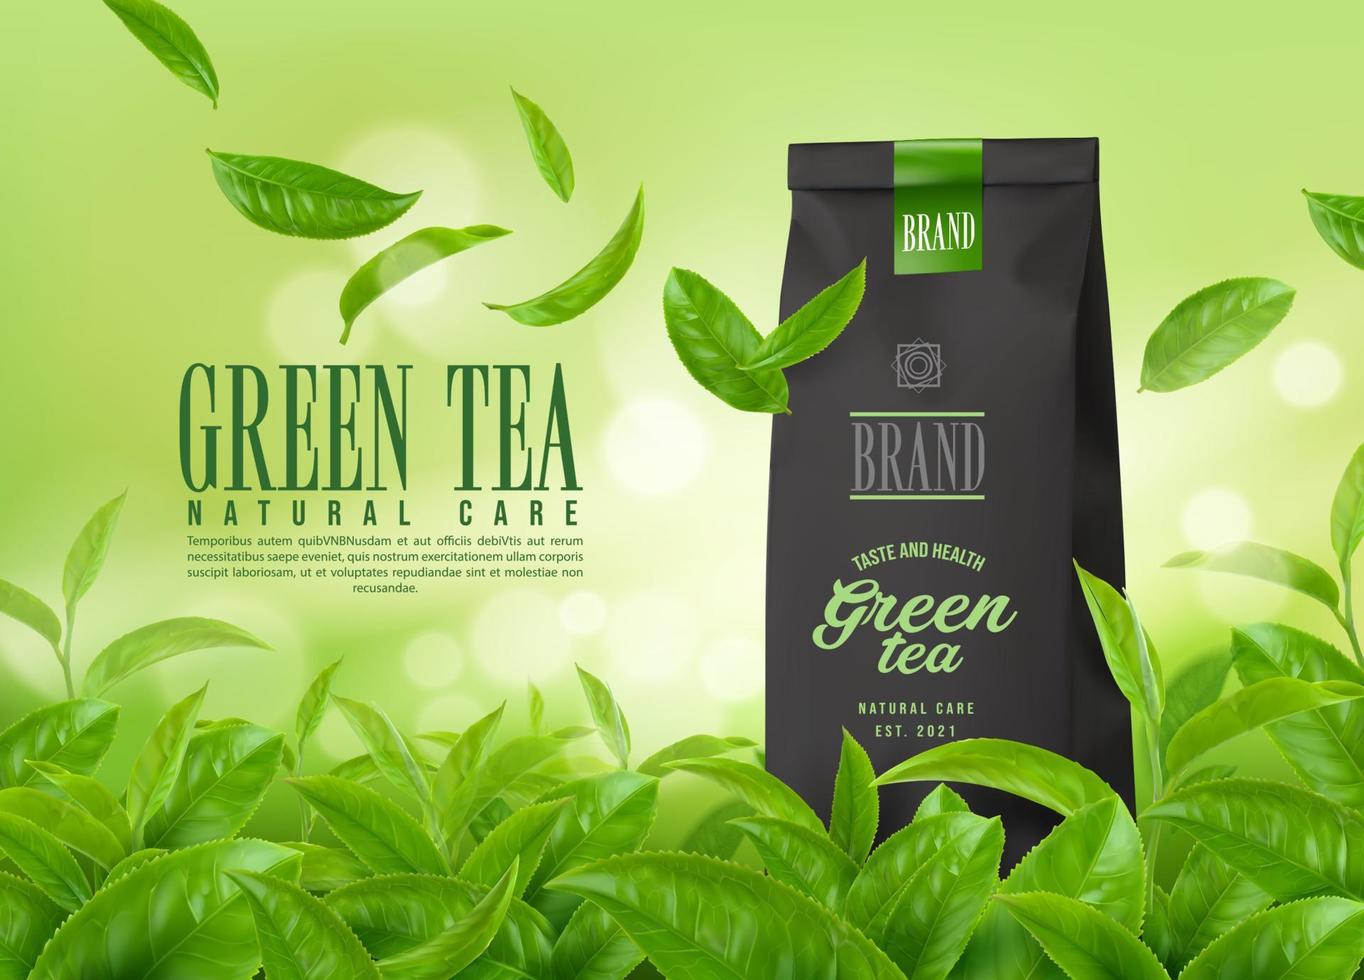 GREEN TEA
NATURAL CARE
Temporibus autem quibVNBNusdam et aut officiis debiVtis aut rerum
necessitatibus saepe eveniet, quis nostrum exercitationem ullam corporis
suscipit laboriosam, ut et voluptates repudiandae sint et molestiae non
recusandae.
BRAND
BRAND
TASTE AND HEALTH
Green
tea
NATURAL CARE
EST. 2021